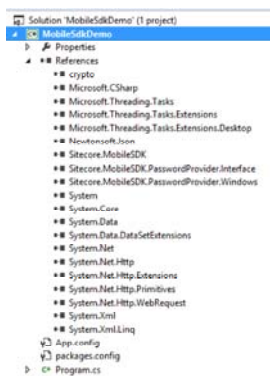 Solution 'MobileSdkDemo' (1 project)
MobileSdkDemo
Properties
References
crypto
Microsoft.CSharp
Microsoft.Threading.Tasks
Microsoft.Threading.Tasks.Extensions
Microsoft.Threading.Tasks.Extensions.Desktop
Newtonsoft.Json
Sitecore.MobileSDK
Sitecore.MobileSDK.PasswordProvider.Interface
Sitecore.MobileSDK.PasswordProvider.Windows
System
System.Core
System.Data
System.Data.DataSetExtensions
System.Net
System.Net.Http
System.Net.Http.Extensions
System.Net.Http.Primitives
System.Net.Http.WebRequest
System.Xml
System.Xml.Linq
App.config
packages.config
C# Program.cs